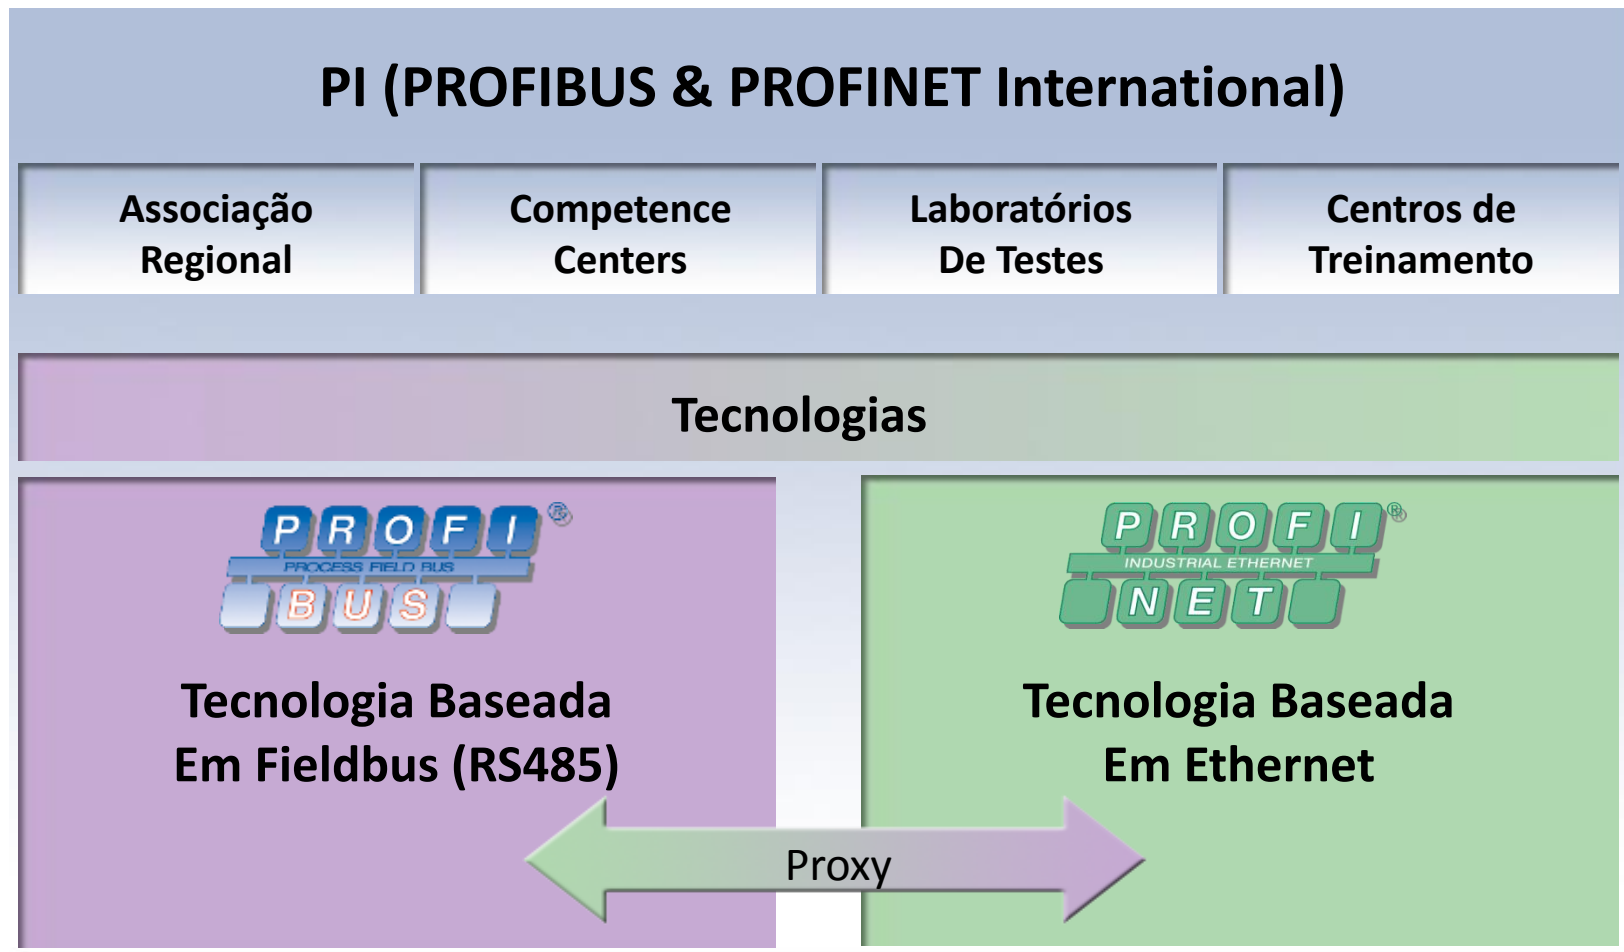 PI (PROFIBUS & PROFINET International)
Associação
Regional
Competence
Centers
Laboratórios
De Testes
Centros de
Treinamento
Tecnologias
PROFI®
PROCESS FIELD BUS
BUS
Tecnologia Baseada
Em Fieldbus (RS485)
PROFI®
INDUSTRIAL ETHERNET
NET
Tecnologia Baseada
Em Ethernet
Proxy